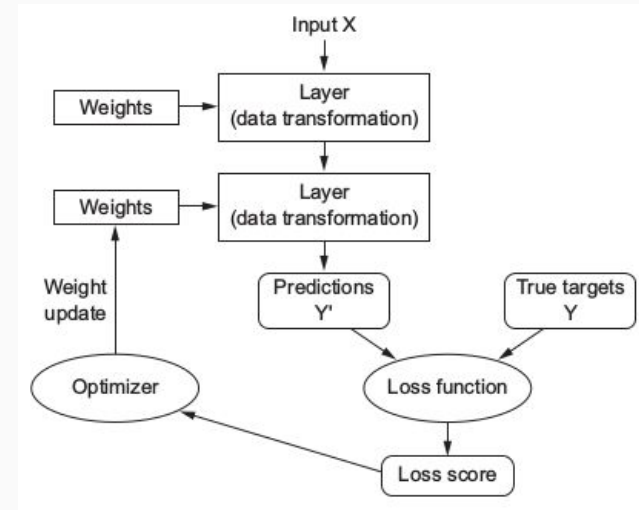 Input X
Weights
Layer
(data transformation)
Weights
Layer
(data transformation)
Weight
update
Predictions
Y'
True targets
Y
Optimizer
Loss function
Loss score